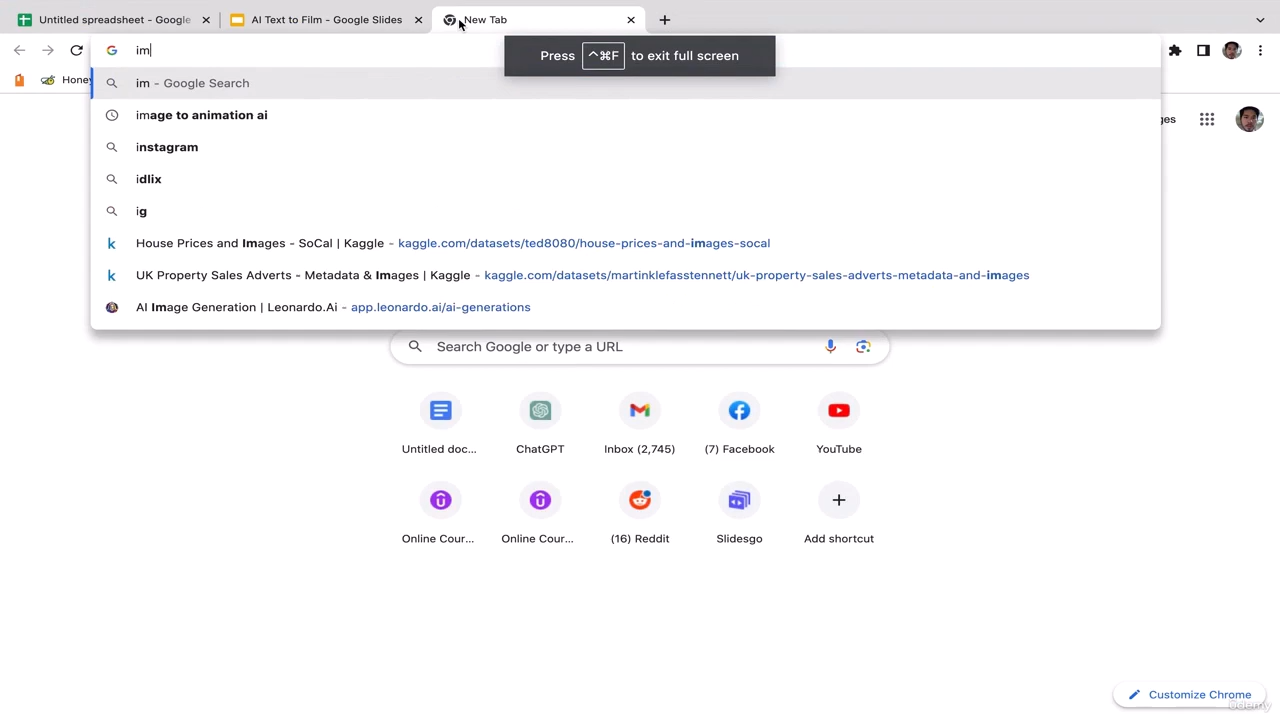 Untitled spreadsheet - Google
AI Text to Film - Google Slides
New Tab
im
Press ^⌘F to exit full screen
Honey
im - Google Search
image to animation ai
instagram
idlix
ig
House Prices and Images - SoCal | Kaggle - kaggle.com/datasets/ted8080/house-prices-and-images-socal
UK Property Sales Adverts - Metadata & Images | Kaggle - kaggle.com/datasets/martinklefasstennett/uk-property-sales-adverts-metadata-and-images
AI Image Generation | Leonardo.Ai - app.leonardo.ai/ai-generations
ges
Search Google or type a URL
Untitled doc...
ChatGPT
Inbox (2,745)
(7) Facebook
YouTube
Online Cour...
Online Cour...
(16) Reddit
Slidesgo
Add shortcut
Customize Chrome
ûdemy